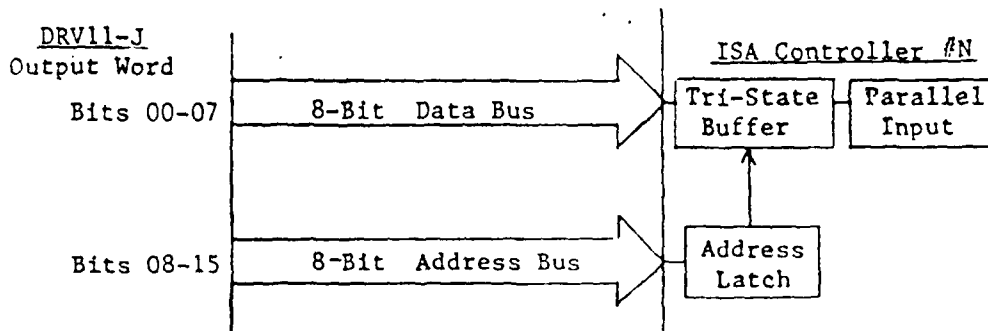 DRV11-J
Output Word
Bits 00-07
8-Bit Data Bus
ISA Controller #N
Tri-State
Buffer
Parallel
Input
Bits 08-15
8-Bit Address Bus
Address
Latch